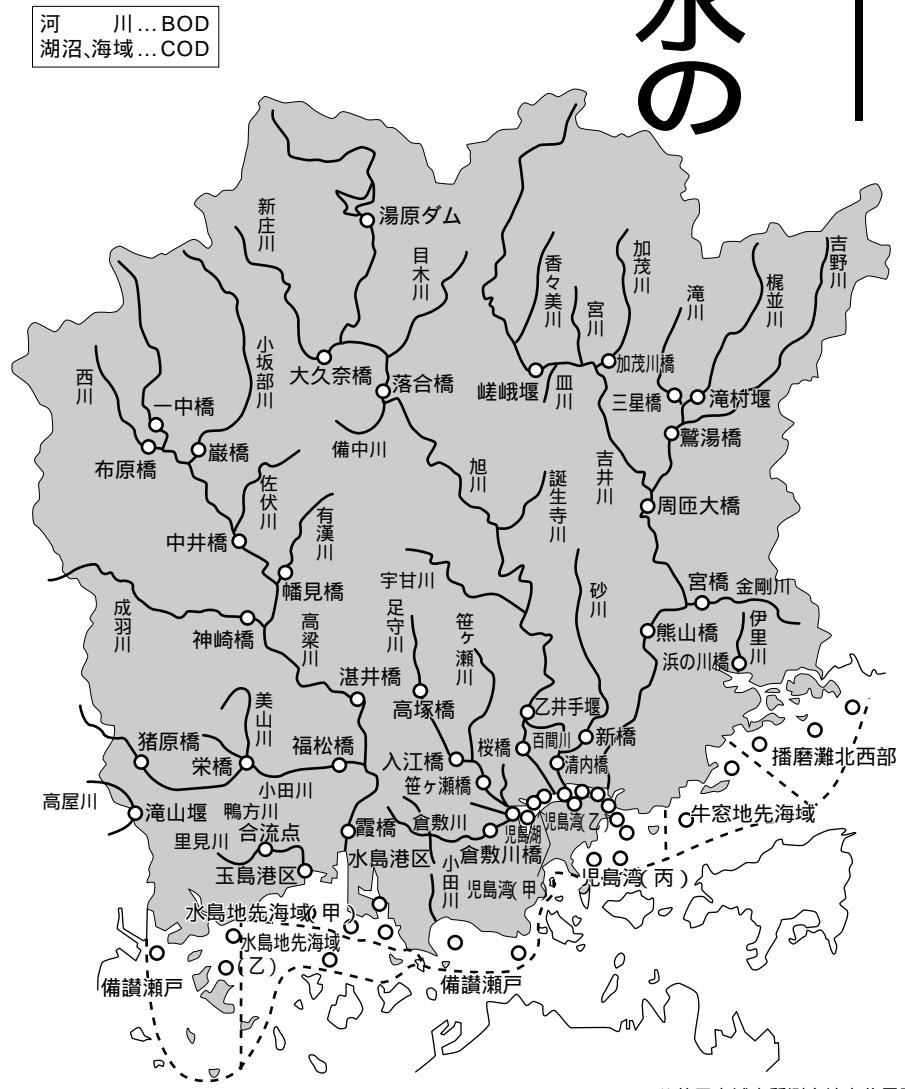 水の
河　　川…BOD
湖沼、海域…COD
新庄川
湯原ダム
目木川
香々美川
宮川
加茂川
滝川
梶並川
吉野川
西川
小坂部川
大久奈橋
落合橋
嵯峨堰
皿川
加茂川橋
三星橋
滝村堰
鷲湯橋
一中橋
布原橋
巌橋
備中川
佐伏川
旭川
誕生寺川
吉井川
周匝大橋
中井橋
有漢川
幡見橋
宇甘川
砂川
宮橋
金剛川
成羽川
神崎橋
高梁川
足守川
笹ヶ瀬川
熊山橋
伊里川
浜の川橋
湛井橋
高塚橋
乙井手堰
美山川
猪原橋
栄橋
福松橋
入江橋
桜橋
百間川
新橋
清内橋
播磨灘北西部
小田川
笹ヶ瀬橋
高屋川
滝山堰
鴨方川
里見川
合流点
霞橋
倉敷川
児島湖
児島湾(乙)
牛窓地先海域
水島港区
倉敷川橋
玉島港区
小田川
児島湾(甲)
児島湾(丙)
水島地先海域(甲)
水島地先海域
(乙)
備讃瀬戸
備讃瀬戸